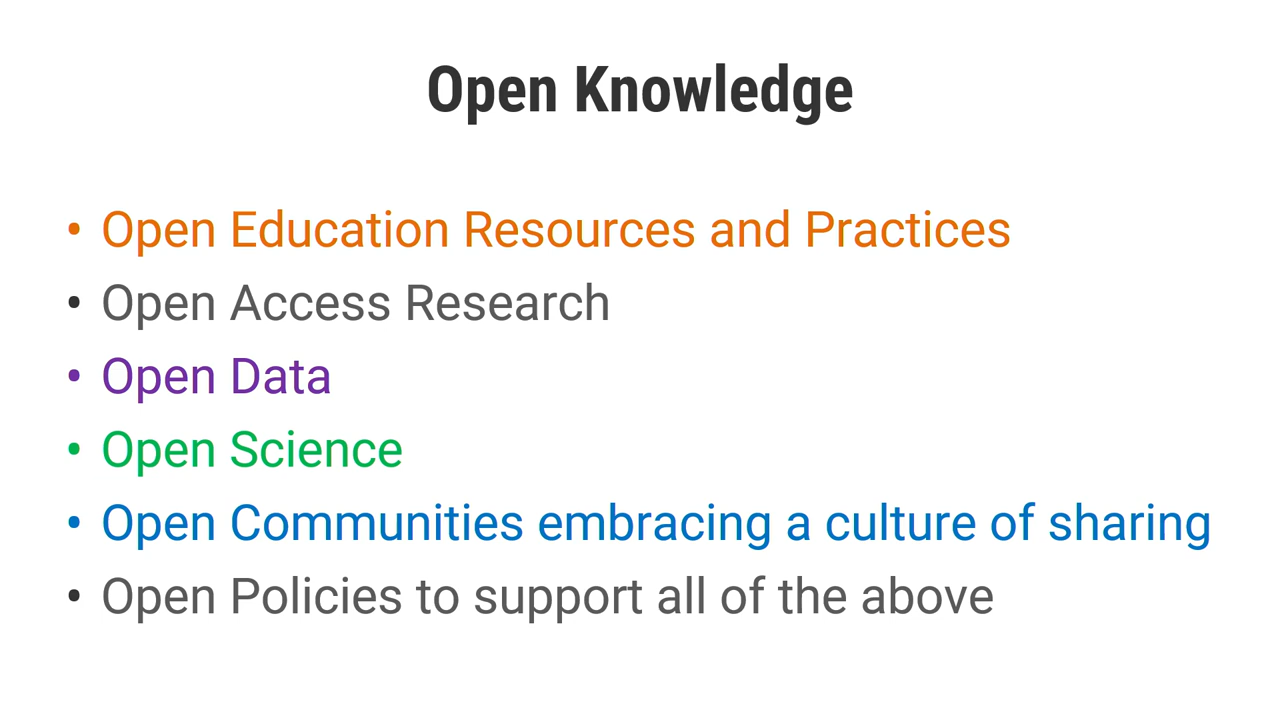 Open Knowledge
• Open Education Resources and Practices
• Open Access Research
• Open Data
• Open Science
• Open Communities embracing a culture of sharing
• Open Policies to support all of the above